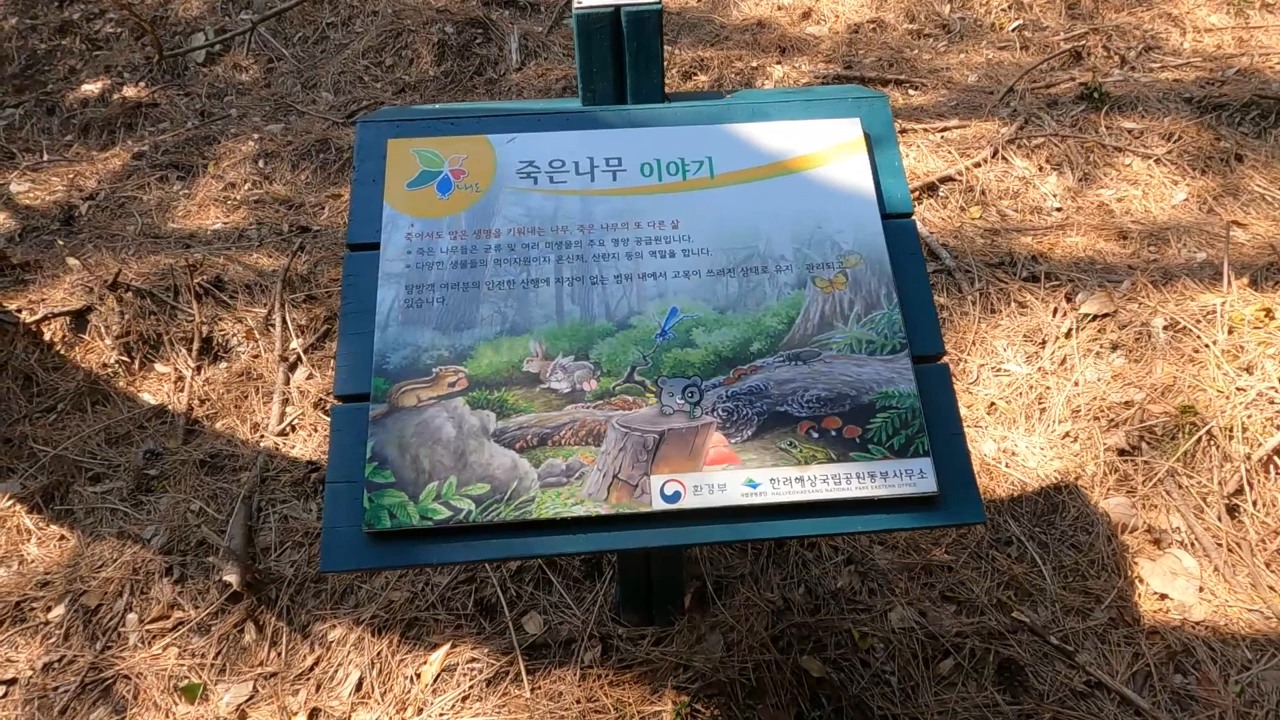 내도
죽은나무 이야기
죽어서도 많은 생명을 키워내는 나무, 죽은 나무의 또 다른 삶
죽은 나무들은 균류 및 여러 미생물의 주요 영양 공급원입니다.
다양한 생물들의 먹이자원이자 은신처, 산란지 등의 역할을 합니다.
탐방객 여러분의 안전한 산행에 지장이 없는 범위 내에서 고목이 쓰러진 상태로 유지·관리되고
있습니다.
환경부
국립공원공단
한려해상국립공원동부사무소
HALLYEOHAESANG NATIONAL PARK EASTERN OFFICE